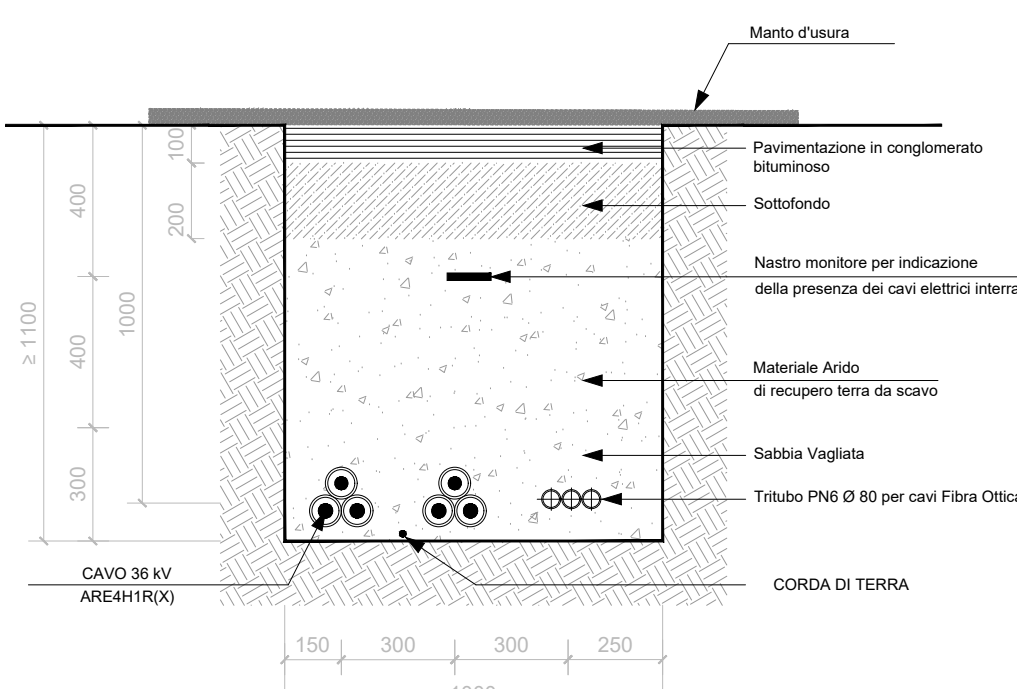 Manto d'usura
Pavimentazione in conglomerato
bituminoso
Sottofondo
Nastro monitore per indicazione
della presenza dei cavi elettrici interra
Materiale Arido
di recupero terra da scavo
Sabbia Vagliata
Tritubo PN6 Ø 80 per cavi Fibra Ottica
CORDA DI TERRA
CAVO 36 kV
ARE4H1R(X)
100
200
400
400
300
1000
≥ 1100
150 300 300 250